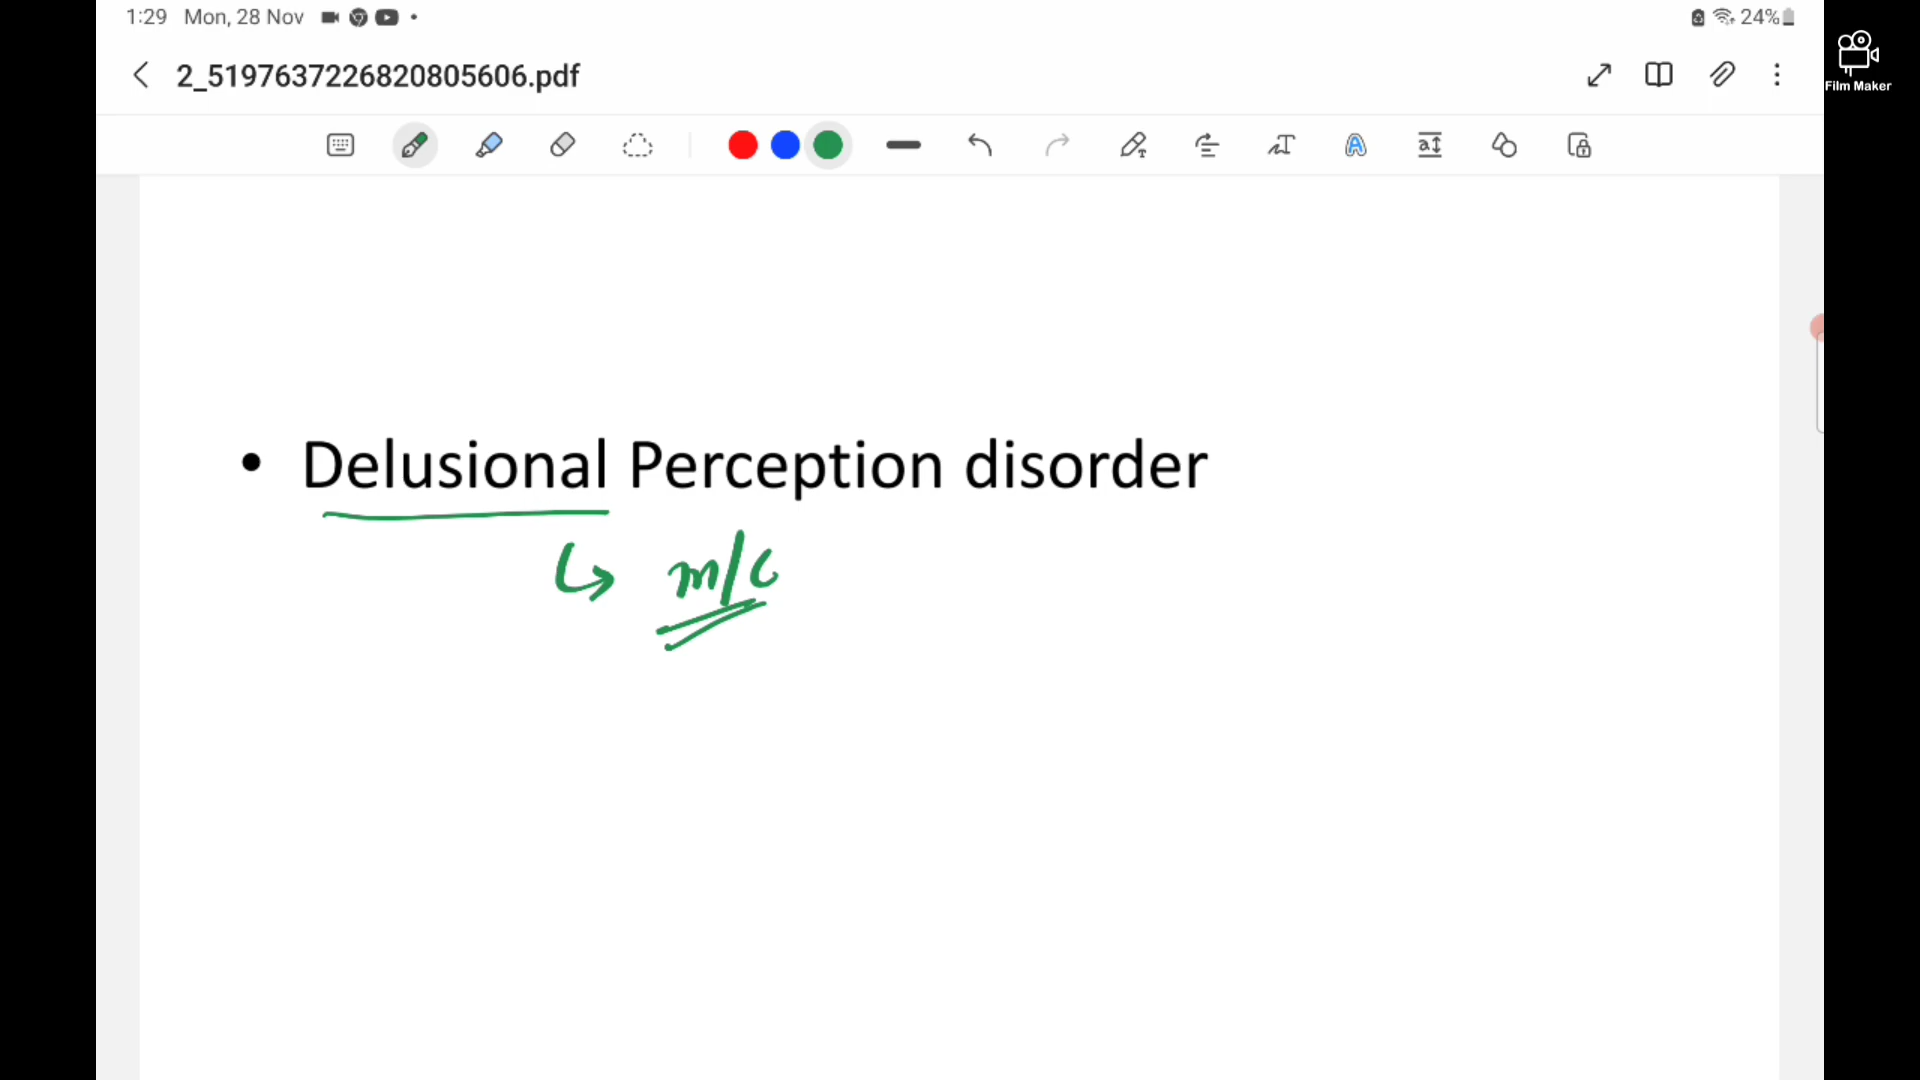 1:29 Mon, 28 Nov
24%
Film Maker
2_5197637226820805606.pdf
• Delusional Perception disorder
↳ m/c